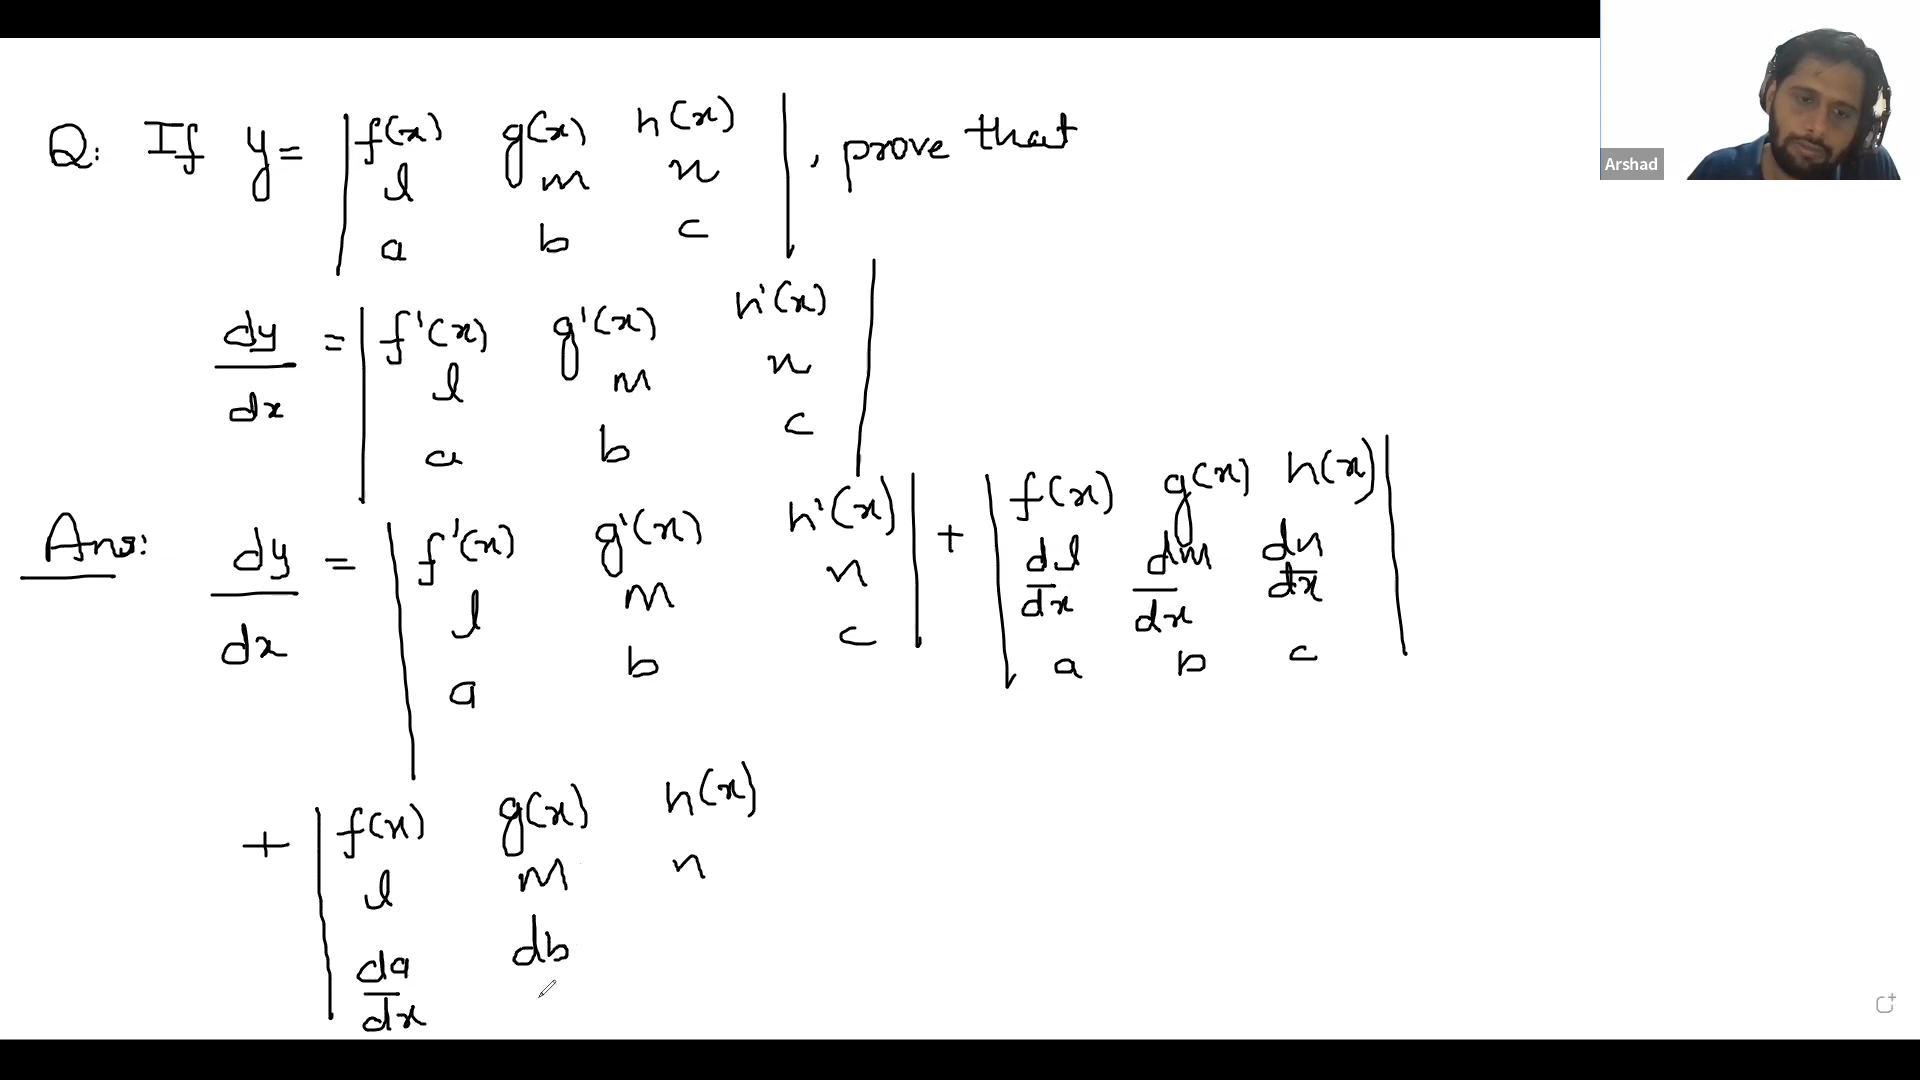 Q: If y = | f(x) g(x) h(x) |, prove that
l m n
a b c
dy/dx = | f'(x) g'(x) h'(x) |
l m n
a b c
Ans: dy/dx = | f'(x) g'(x) h'(x) | + | f(x) g(x) h(x) |
l m n dl/dx dm/dx dn/dx
a b c a b c
+ | f(x) g(x) h(x)
l m n
da/dx db
Arshad